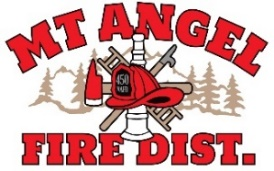 MT ANGEL
450
FIRE DIST.